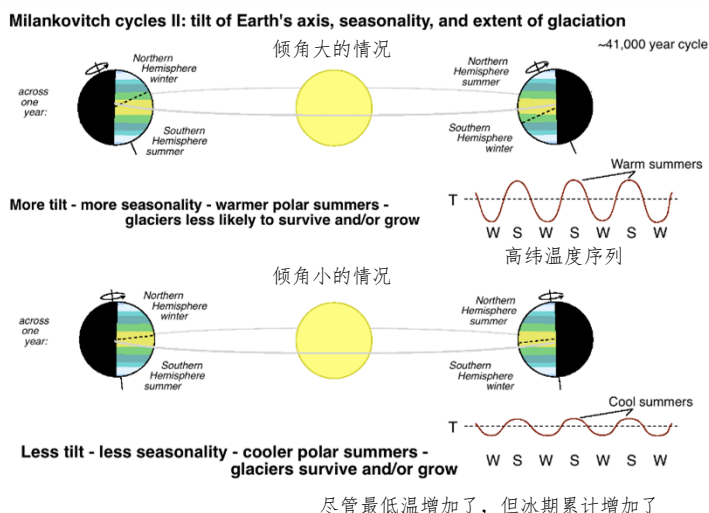 Milankovitch cycles II: tilt of Earth's axis, seasonality, and extent of glaciation
倾角大的情况
~41,000 year cycle
Northern
Hemisphere
winter
Northern
Hemisphere
summer
across
one
year:
Southern
Hemisphere
summer
Southern
Hemisphere
winter
Warm summers
T
More tilt - more seasonality - warmer polar summers -
glaciers less likely to survive and/or grow
W S W S W S W
高纬温度序列
倾角小的情况
Northern
Hemisphere
winter
Northern
Hemisphere
summer
across
one
year:
Southern
Hemisphere
summer
Southern
Hemisphere
winter
Cool summers
T
Less tilt - less seasonality - cooler polar summers -
glaciers survive and/or grow
W S W S W S W
尽管最低温增加了，但冰期累计增加了